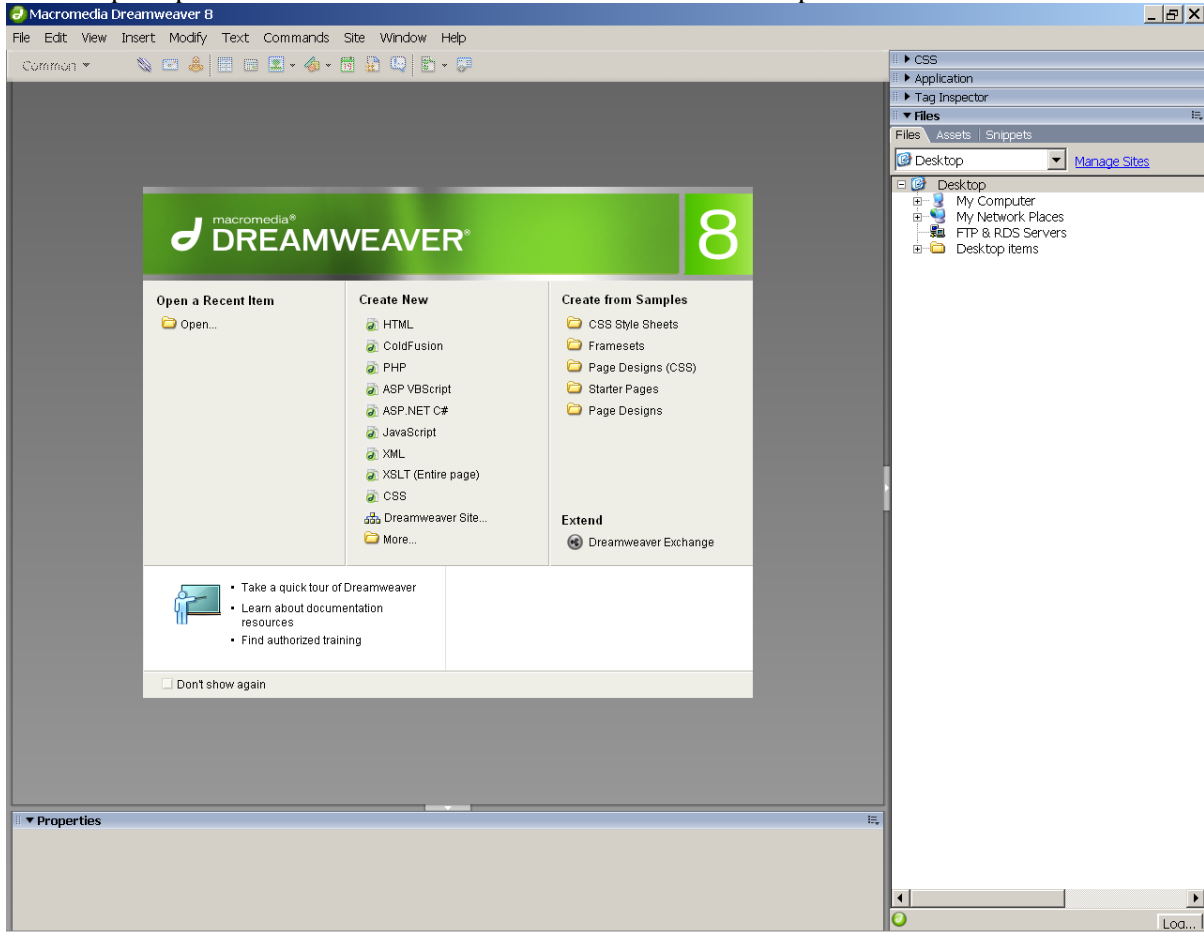 Macromedia Dreamweaver 8
File Edit View Insert Modify Text Commands Site Window Help
Common
CSS
Application
Tag Inspector
Files
Files Assets Snippets
Desktop Manage Sites
Desktop
My Computer
My Network Places
FTP & RDS Servers
Desktop items
macromedia®
DREAMWEAVER® 8
Open a Recent Item
Open...
Create New
HTML
ColdFusion
PHP
ASP VBScript
ASP.NET C#
JavaScript
XML
XSLT (Entire page)
CSS
Dreamweaver Site...
More...
Create from Samples
CSS Style Sheets
Framesets
Page Designs (CSS)
Starter Pages
Page Designs
Extend
Dreamweaver Exchange
• Take a quick tour of Dreamweaver
• Learn about documentation
resources
• Find authorized training
Don't show again
Properties
Loa...